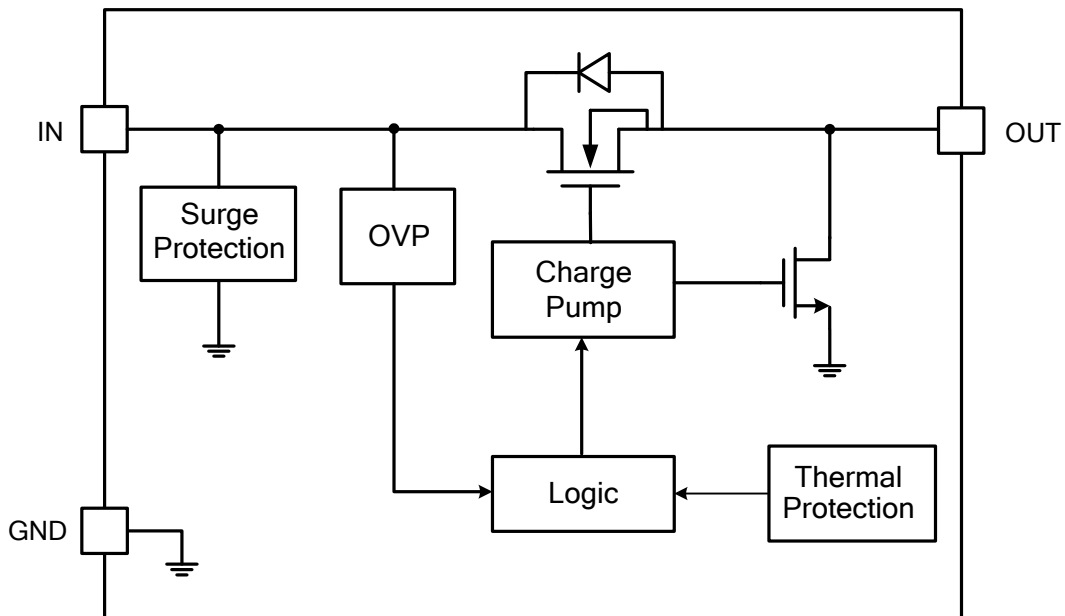 IN
OUT
Surge
Protection
OVP
Charge
Pump
Logic
Thermal
Protection
GND